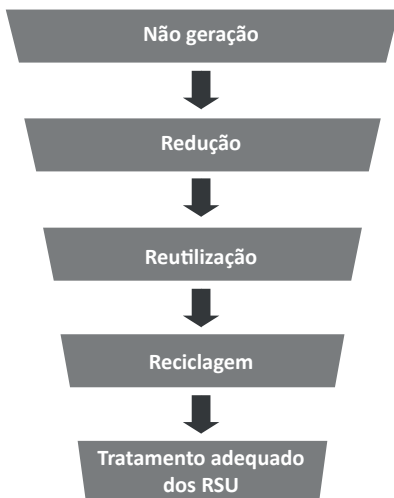 Não geração
Redução
Reutilização
Reciclagem
Tratamento adequado
dos RSU